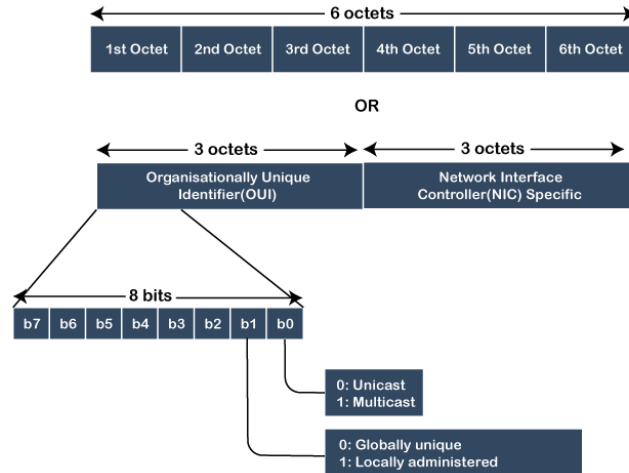 6 octets
1st Octet 2nd Octet 3rd Octet 4th Octet 5th Octet 6th Octet
OR
3 octets 3 octets
Organisationally Unique
Identifier(OUI)
Network Interface
Controller(NIC) Specific
8 bits
b7 b6 b5 b4 b3 b2 b1 b0
0: Unicast
1: Multicast
0: Globally unique
1: Locally administered